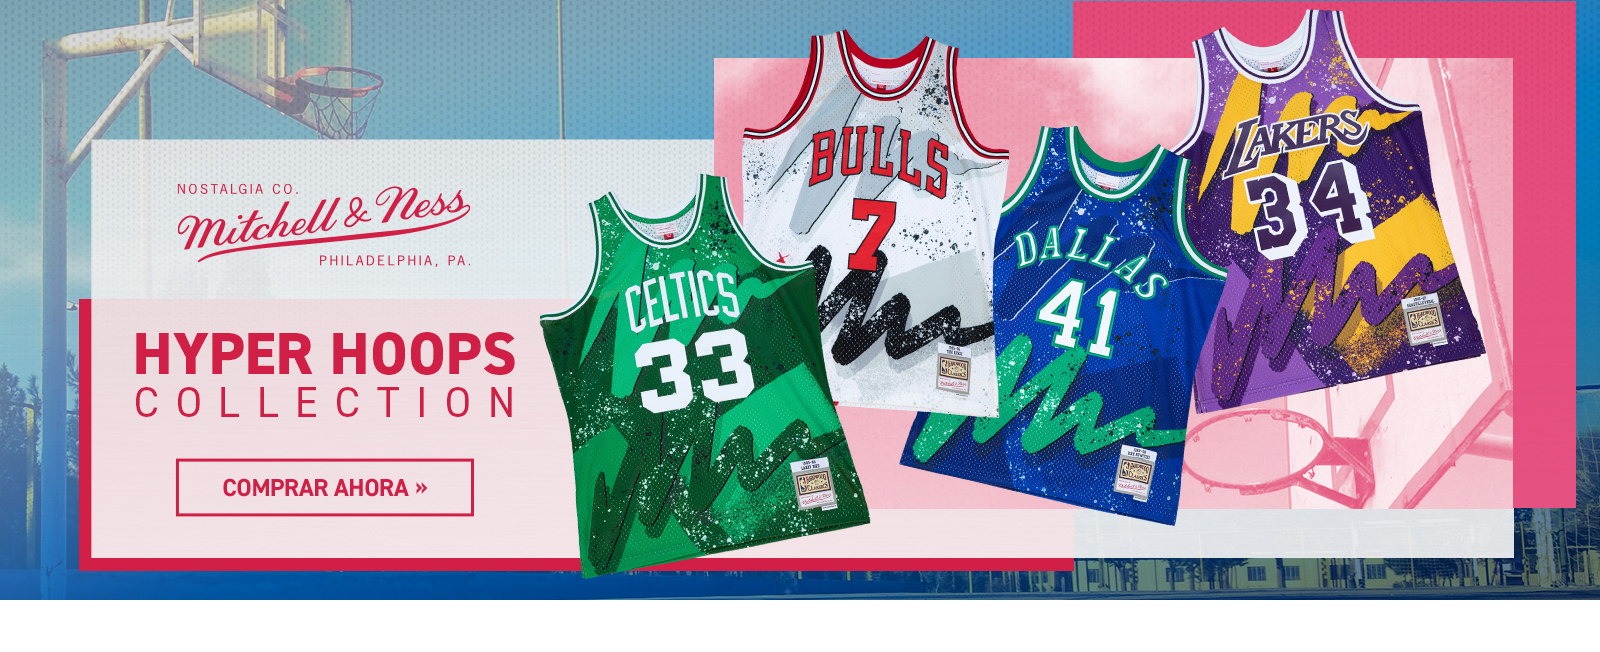 NOSTALGIA CO.
Mitchell & Ness
PHILADELPHIA, PA.
HYPER HOOPS
COLLECTION
COMPRAR AHORA »
CELTICS
33
BULLS
7
DALLAS
41
LAKERS
34